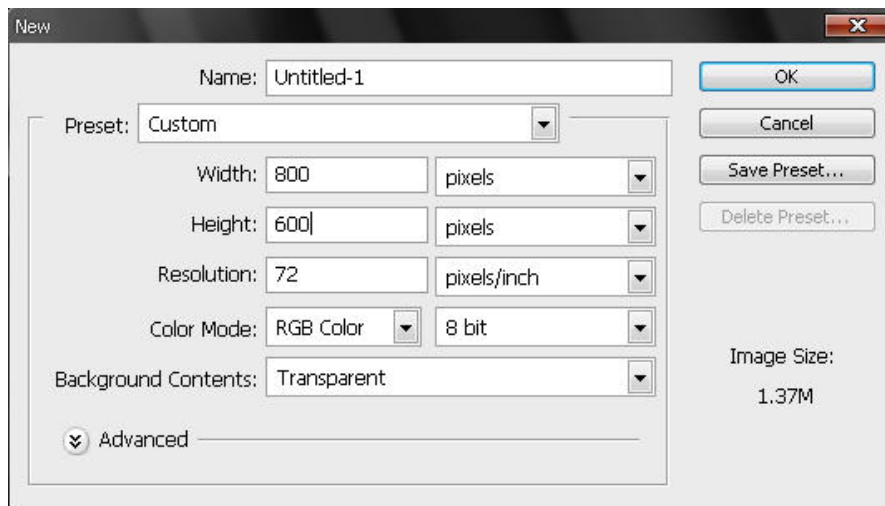 New
Name: Untitled-1
OK
Preset: Custom
Cancel
Width: 800 pixels
Save Preset...
Height: 600 pixels
Delete Preset...
Resolution: 72 pixels/inch
Color Mode: RGB Color 8 bit
Image Size:
Background Contents: Transparent
1.37M
Advanced